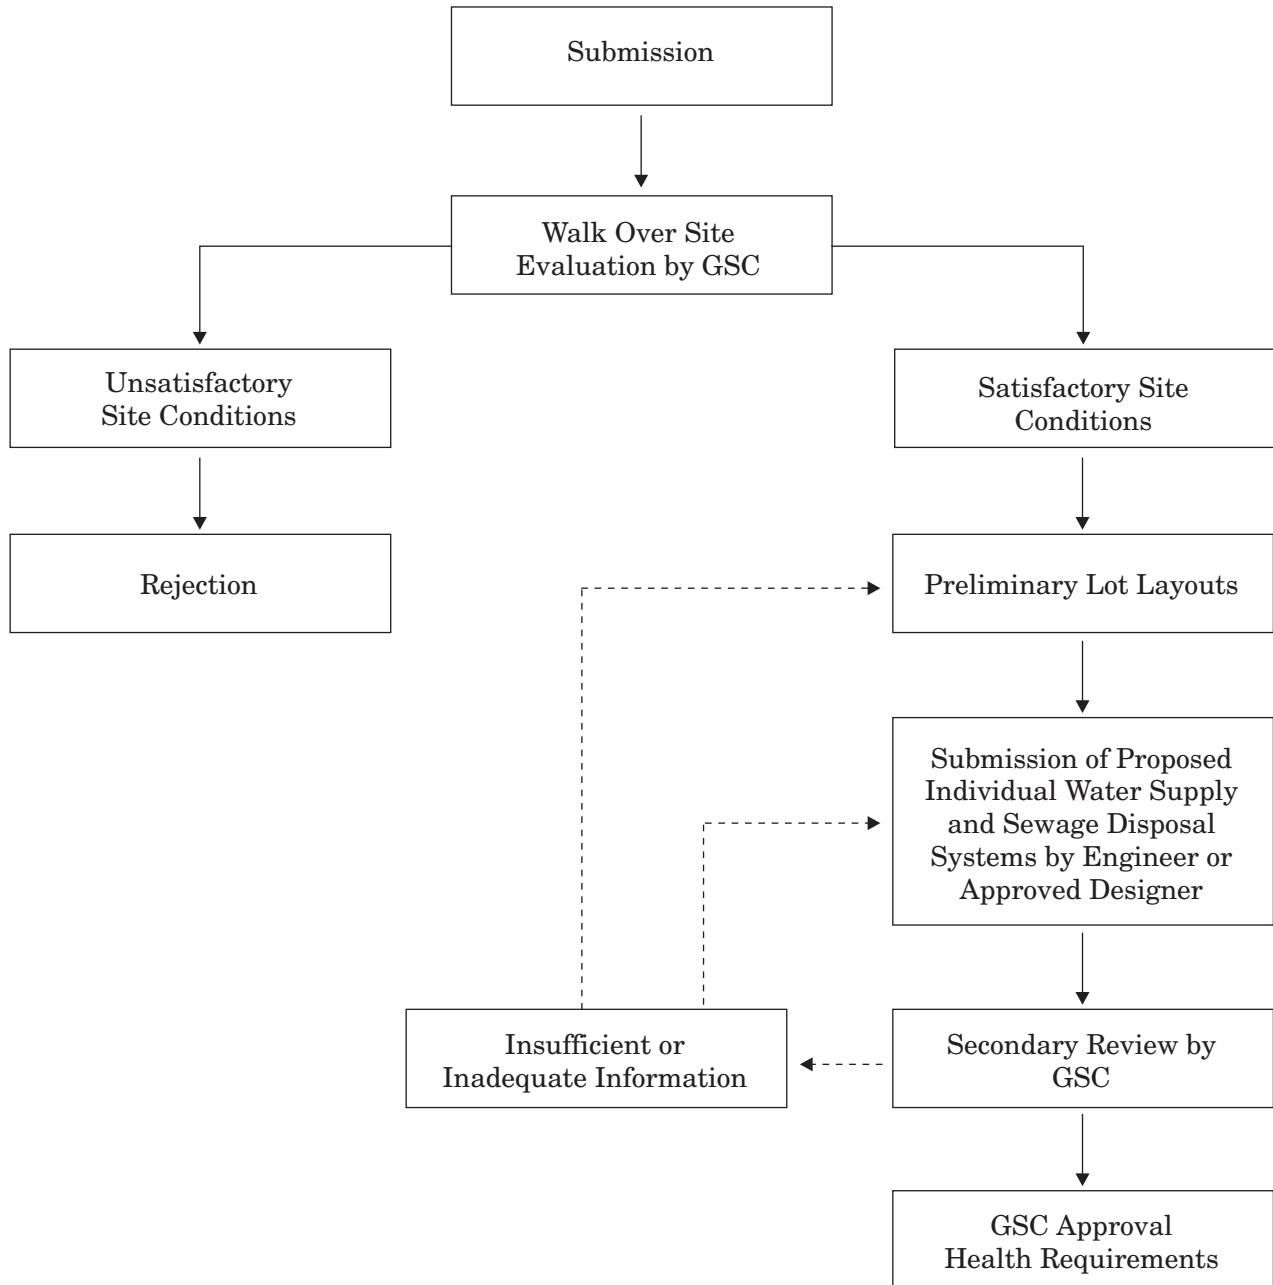 Submission
Walk Over Site
Evaluation by GSC
Unsatisfactory
Site Conditions
Satisfactory Site
Conditions
Rejection
Preliminary Lot Layouts
Submission of Proposed
Individual Water Supply
and Sewage Disposal
Systems by Engineer or
Approved Designer
Insufficient or
Inadequate Information
Secondary Review by
GSC
GSC Approval
Health Requirements